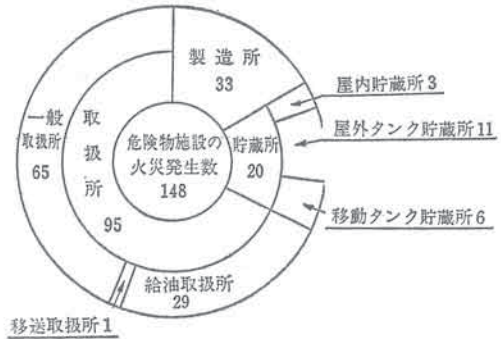 製造所
33
屋内貯蔵所3
屋外タンク貯蔵所11
移動タンク貯蔵所6
貯蔵所
20
危険物施設の
火災発生数
148
一般
取扱所
65
取扱所
95
給油取扱所
29
移送取扱所1